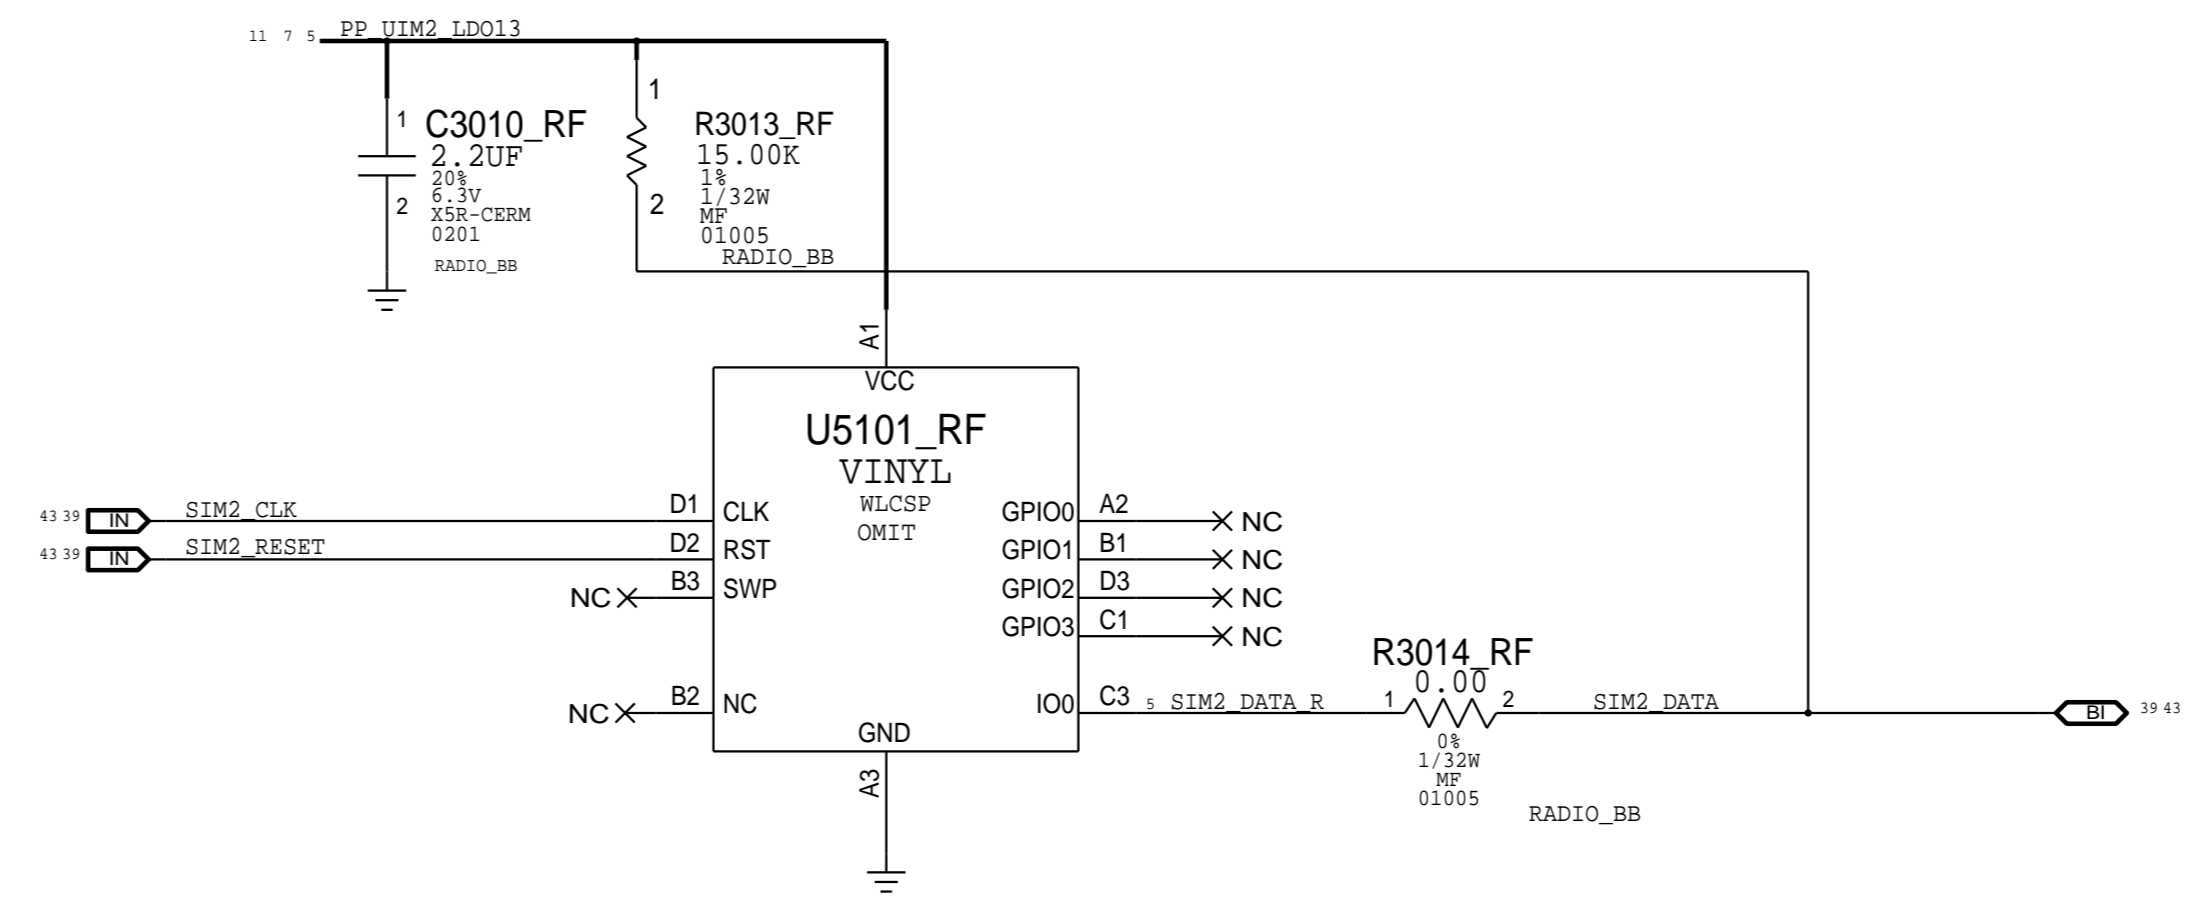 11 7 5 PP_UIM2_LDO13
1
C3010_RF
2.2UF
20%
6.3V
X5R-CERM
0201
2
RADIO_BB
1
R3013_RF
15.00K
1%
1/32W
MF
01005
2
RADIO_BB
A1
VCC
U5101_RF
VINYL
WLCSP
OMIT
43 39 IN SIM2_CLK D1 CLK
43 39 IN SIM2_RESET D2 RST
NC B3 SWP
NC B2 NC
GPIO0 A2 NC
GPIO1 B1 NC
GPIO2 D3 NC
GPIO3 C1 NC
R3014_RF
0.00
IO0 C3 5 SIM2_DATA_R 1 2 SIM2_DATA BI 39 43
0%
1/32W
MF
01005
RADIO_BB
GND
A3